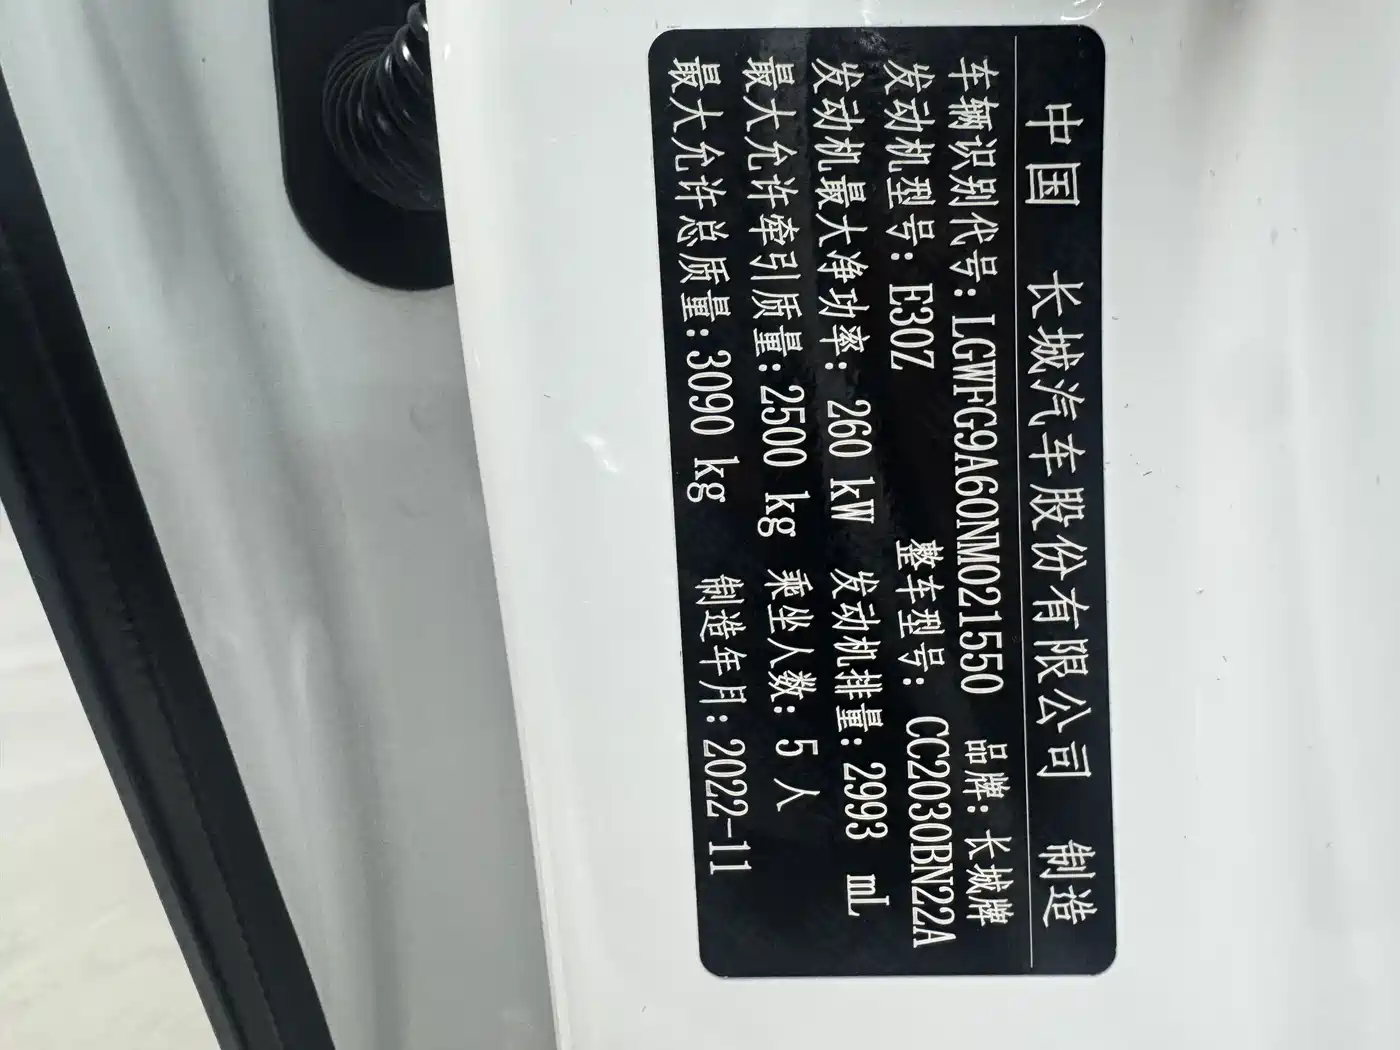 中国 长城汽车股份有限公司 制造
车辆识别代号: LGWFG9A60NM021550 品牌: 长城牌
发动机型号: E30Z 整车型号: CC2030BN22A
发动机最大净功率: 260 kW 发动机排量: 2993 mL
最大允许牵引质量: 2500 kg 乘坐人数: 5 人
最大允许总质量: 3090 kg 制造年月: 2022-11